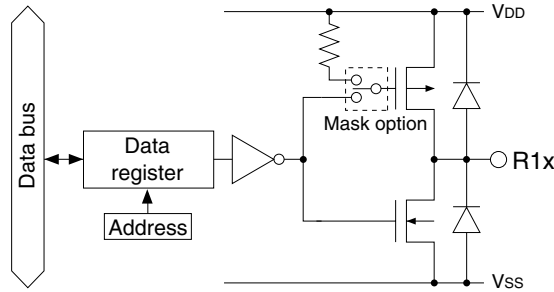 VDD
Mask option
Data bus
Data
register
Address
R1x
VSS